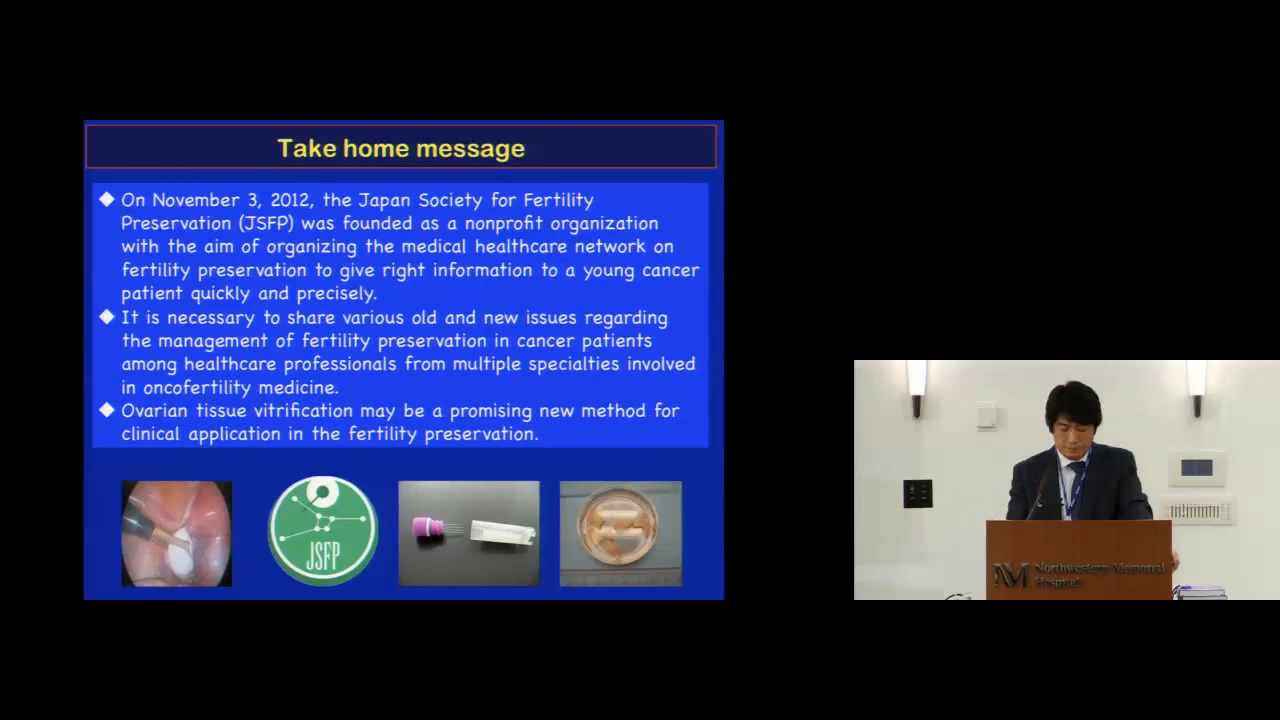 Take home message
◆ On November 3, 2012, the Japan Society for Fertility
Preservation (JSFP) was founded as a nonprofit organization
with the aim of organizing the medical healthcare network on
fertility preservation to give right information to a young cancer
patient quickly and precisely.
◆ It is necessary to share various old and new issues regarding
the management of fertility preservation in cancer patients
among healthcare professionals from multiple specialties involved
in oncofertility medicine.
◆ Ovarian tissue vitrification may be a promising new method for
clinical application in the fertility preservation.
JSFP
Northwestern Memorial
Hospital